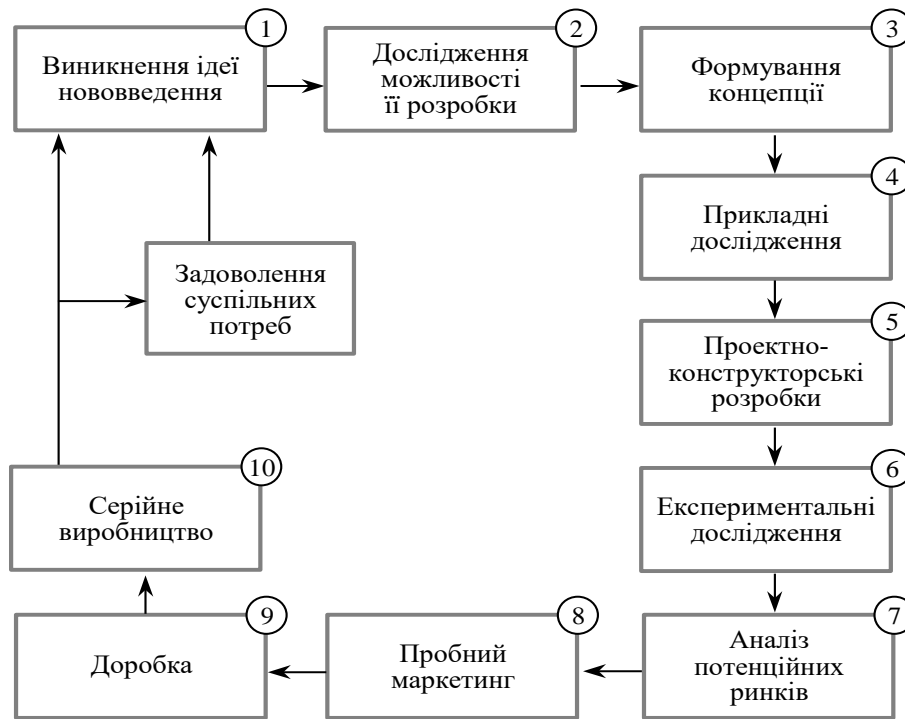 1
Виникнення ідеї
нововведення
2
Дослідження
можливості
її розробки
3
Формування
концепції
4
Прикладні
дослідження
Задоволення
суспільних
потреб
5
Проектно-
конструкторські
розробки
6
Експериментальні
дослідження
10
Серійне
виробництво
7
Аналіз
потенційних
ринків
8
Пробний
маркетинг
9
Доробка